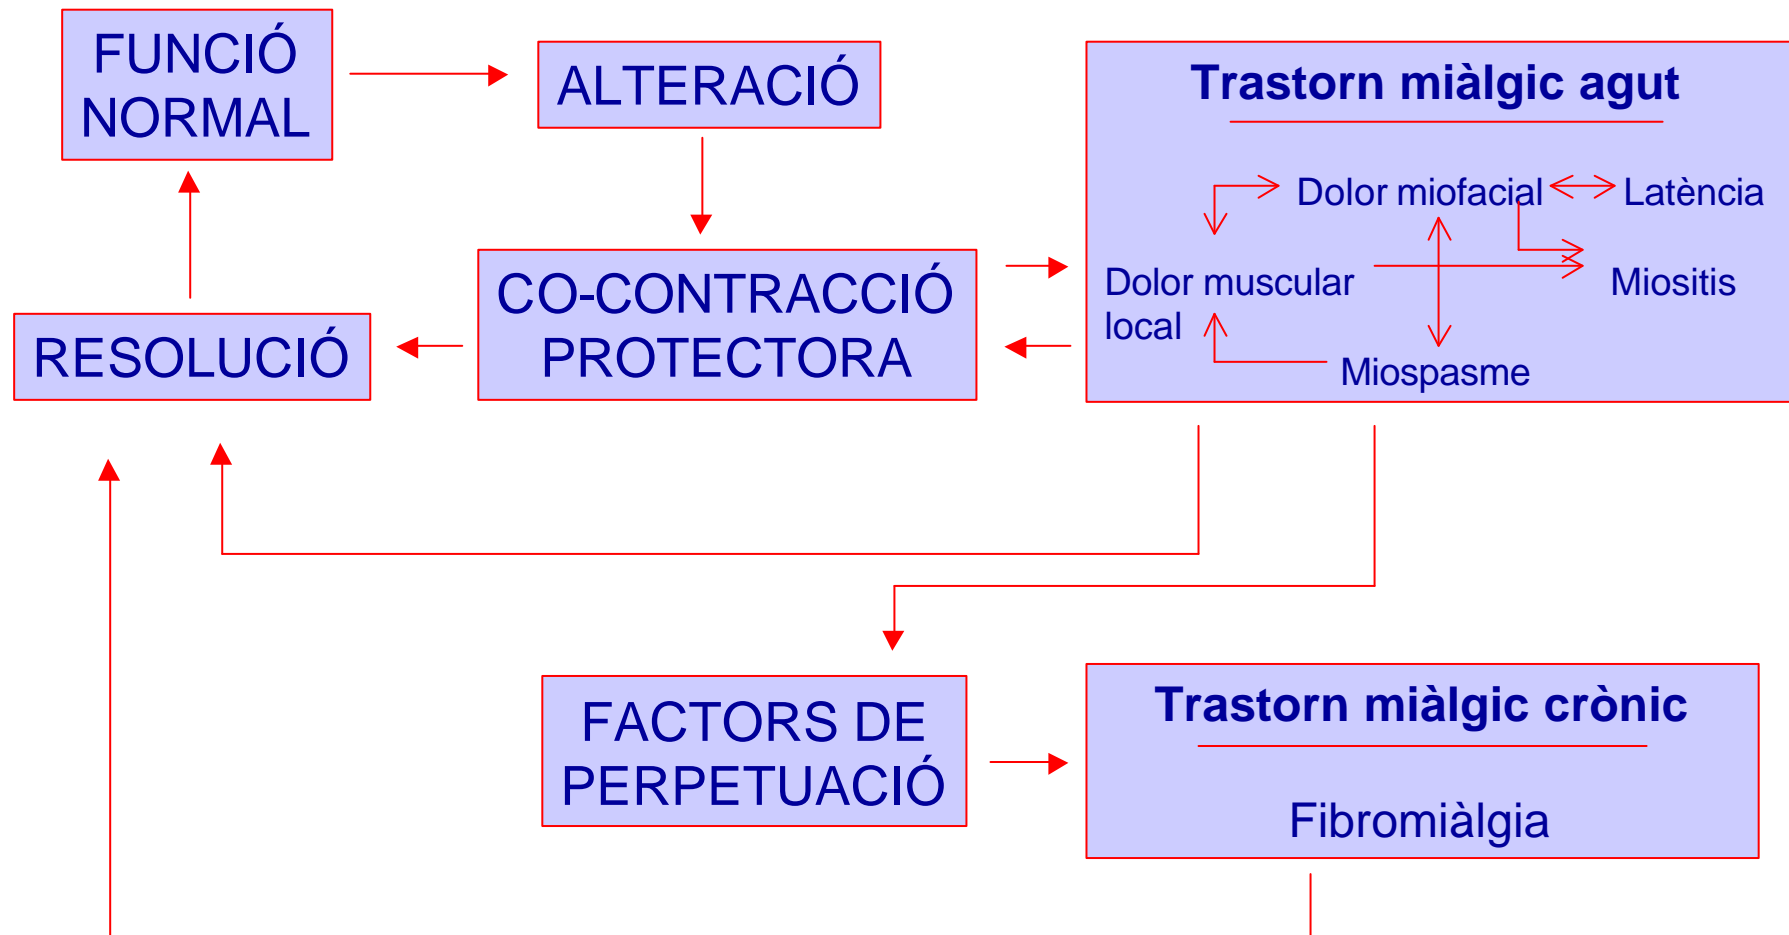 FUNCIÓ
NORMAL
ALTERACIÓ
Trastorn miàlgic agut
Dolor miofacial
Latència
CO-CONTRACCIÓ
PROTECTORA
Dolor muscular
local
Miositis
Miospasme
RESOLUCIÓ
FACTORS DE
PERPETUACIÓ
Trastorn miàlgic crònic
Fibromiàlgia